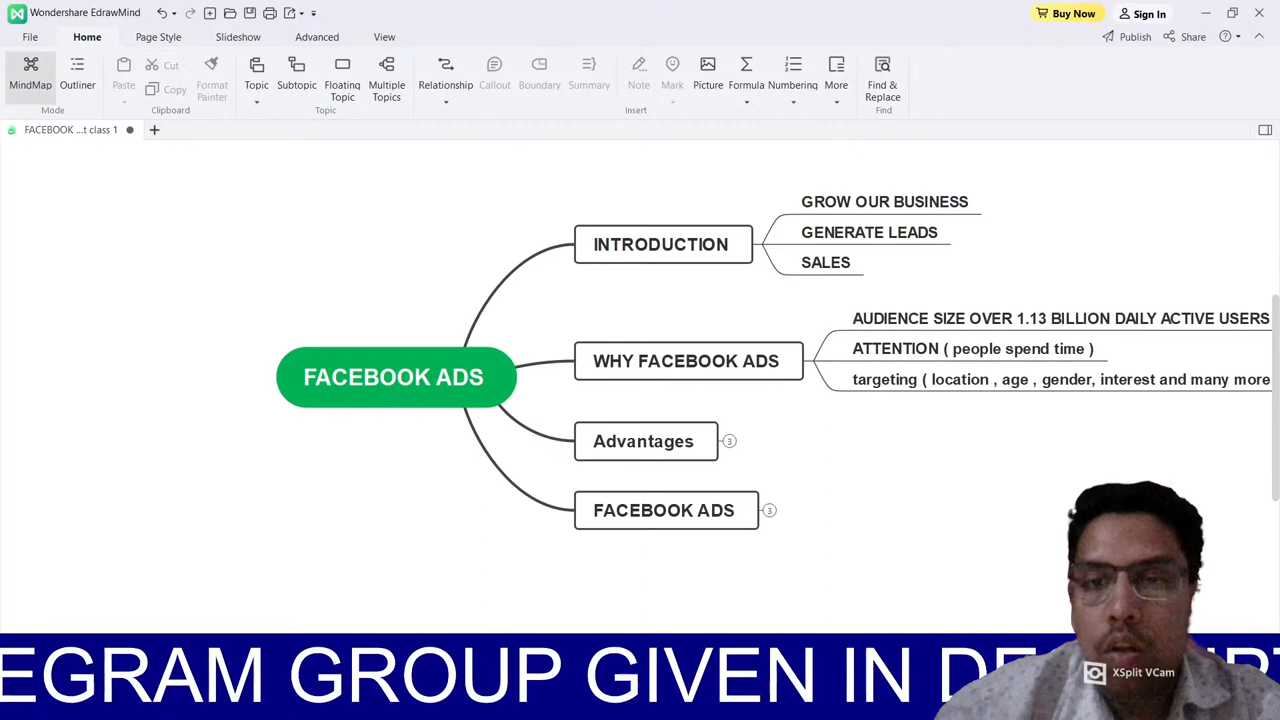 Wondershare EdrawMind
Buy Now
Sign In
File
Home
Page Style
Slideshow
Advanced
View
Publish
Share
MindMap
Outliner
Mode
Paste
Cut
Copy
Format Painter
Clipboard
Topic
Subtopic
Floating Topic
Multiple Topics
Topic
Relationship
Callout
Boundary
Summary
Note
Mark
Picture
Formula
Numbering
More
Insert
Find & Replace
Find
FACEBOOK ...t class 1
FACEBOOK ADS
INTRODUCTION
GROW OUR BUSINESS
GENERATE LEADS
SALES
WHY FACEBOOK ADS
AUDIENCE SIZE OVER 1.13 BILLION DAILY ACTIVE USERS
ATTENTION ( people spend time )
targeting ( location , age , gender, interest and many more
Advantages
3
FACEBOOK ADS
3
EGRAM GROUP GIVEN IN
XSplit VCam